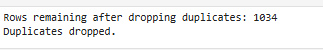 Rows remaining after dropping duplicates: 1034
Duplicates dropped.